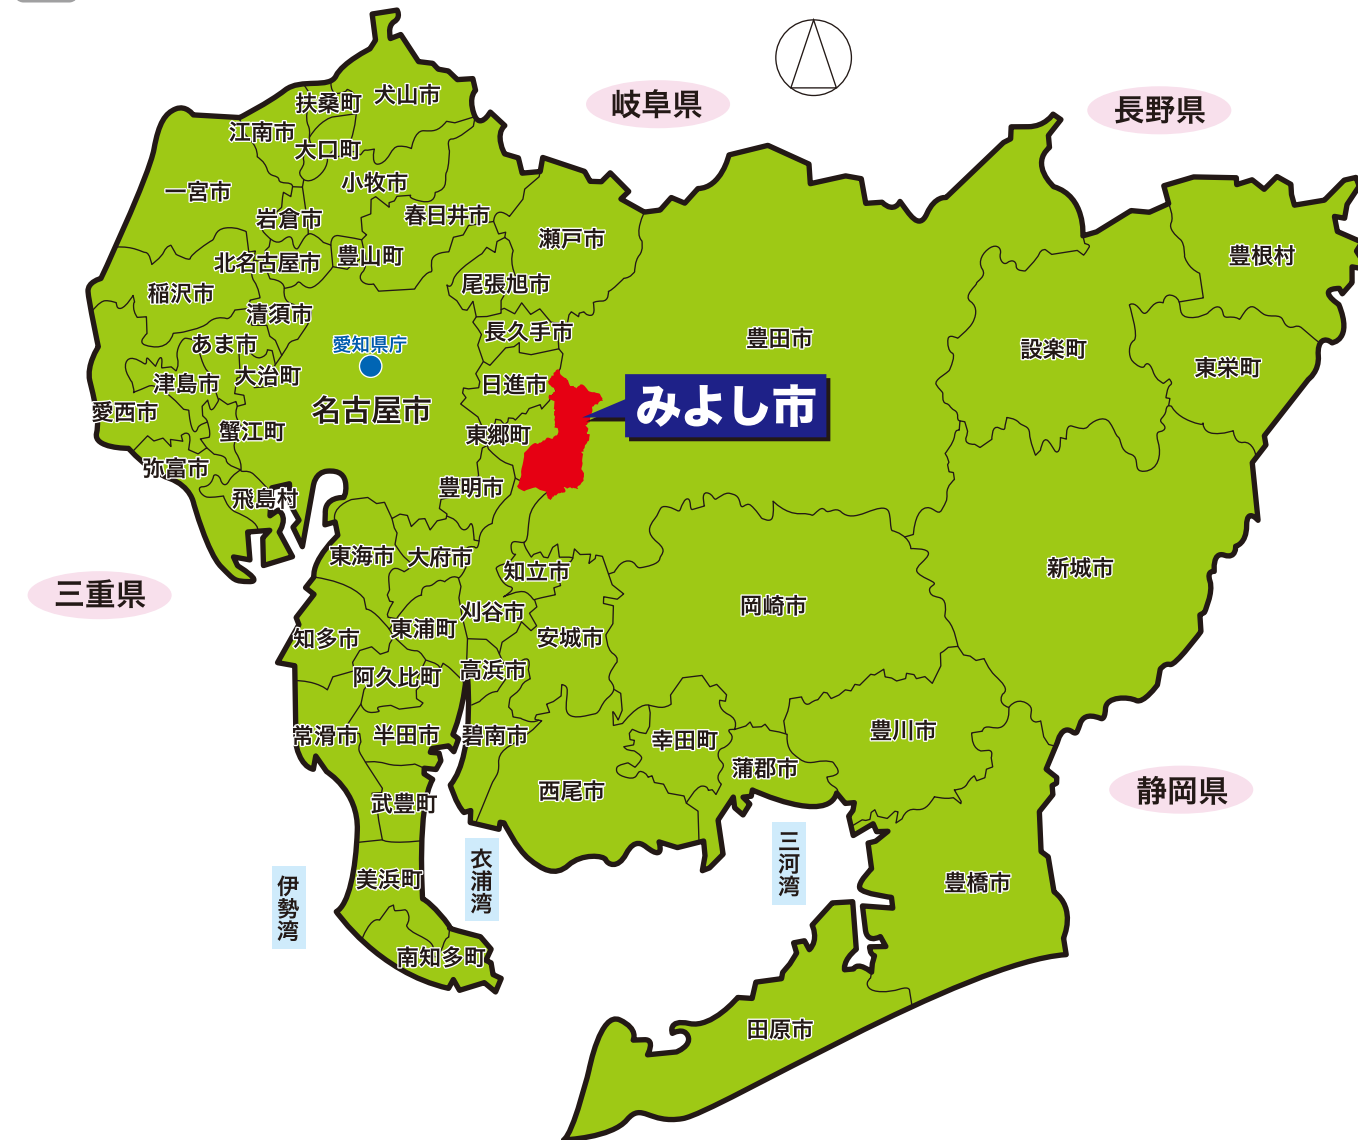 岐阜県
長野県
扶桑町
犬山市
江南市
大口町
一宮市
小牧市
岩倉市
春日井市
瀬戸市
豊根村
北名古屋市
豊山町
稲沢市
尾張旭市
清須市
長久手市
あま市
愛知県庁
豊田市
設楽町
東栄町
津島市
大治町
日進市
愛西市
名古屋市
みよし市
蟹江町
東郷町
弥富市
飛島村
豊明市
東海市
大府市
知立市
新城市
三重県
岡崎市
刈谷市
知多市
東浦町
安城市
阿久比町
高浜市
常滑市
半田市
碧南市
幸田町
豊川市
蒲郡市
西尾市
静岡県
武豊町
衣浦湾
三河湾
美浜町
伊勢湾
豊橋市
南知多町
田原市